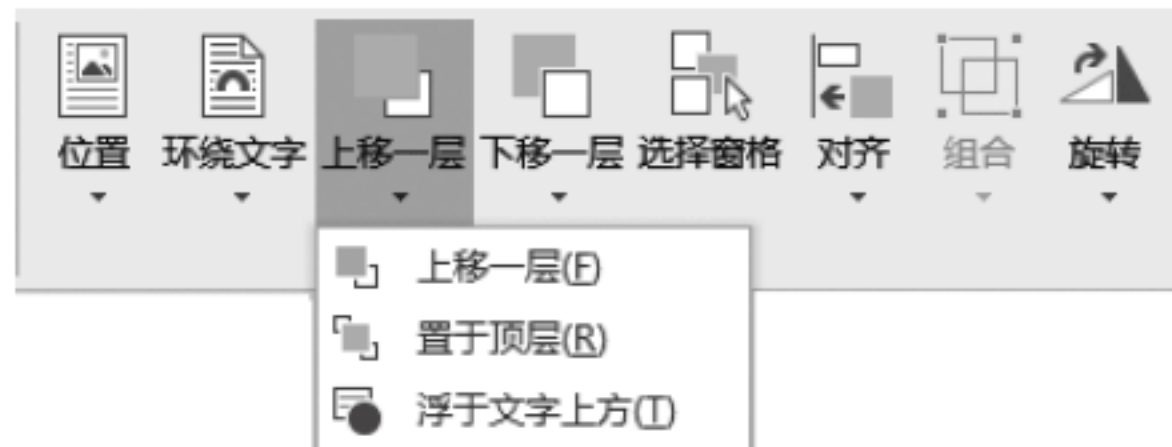 位置 环绕文字 上移一层 下移一层 选择窗格 对齐 组合 旋转
上移一层(F)
置于顶层(R)
浮于文字上方(T)